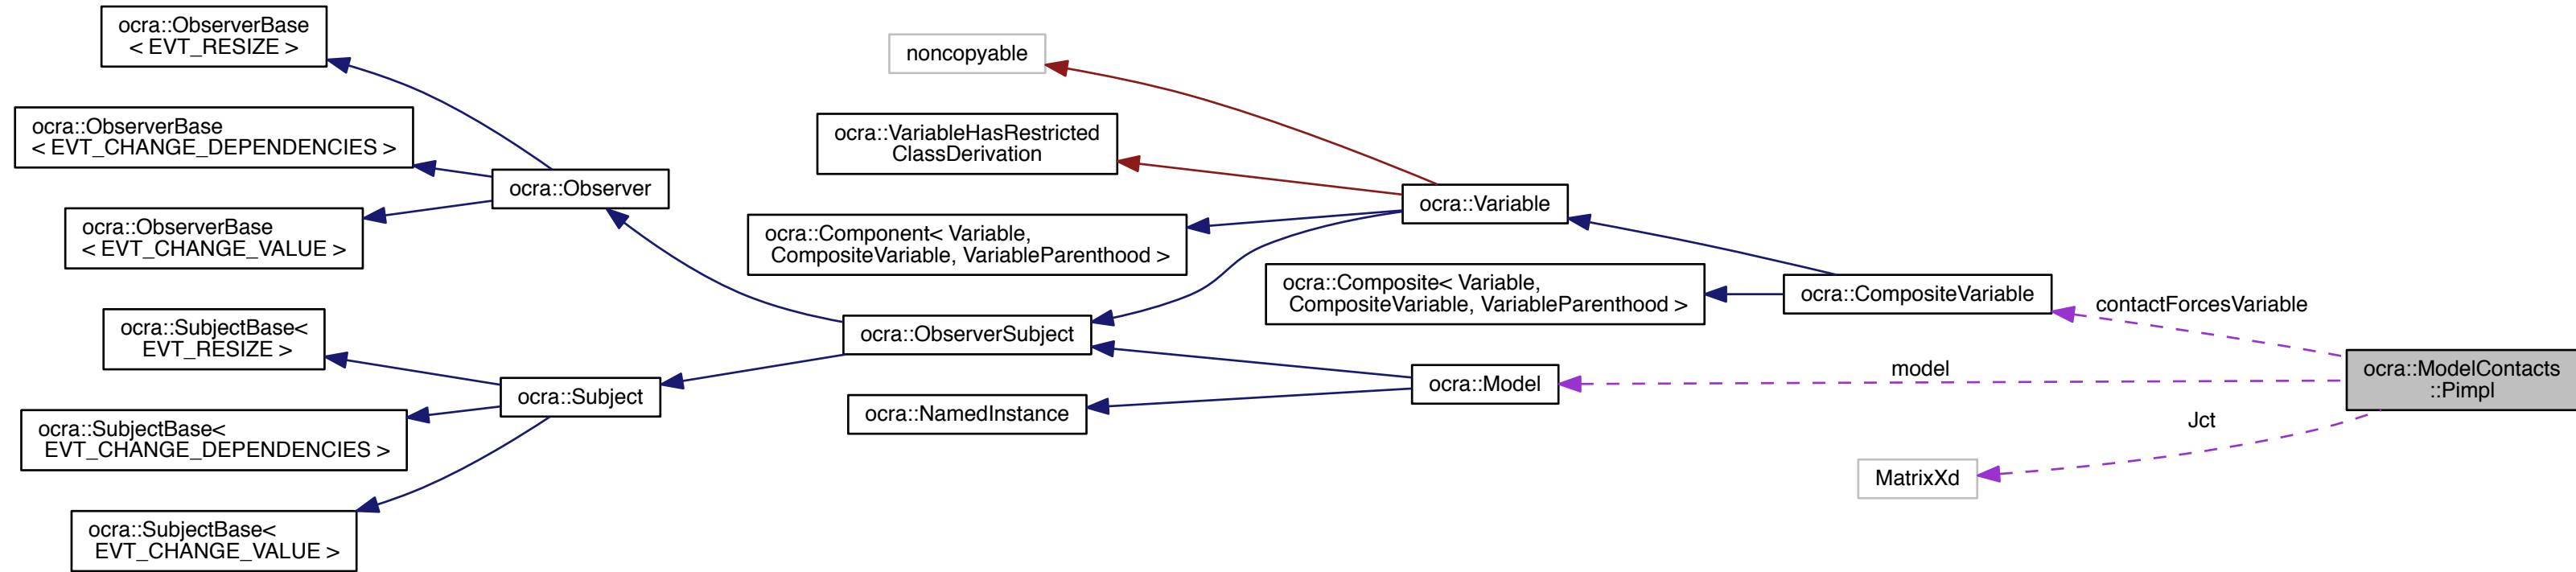 ocra::ObserverBase
< EVT_RESIZE >
ocra::ObserverBase
< EVT_CHANGE_DEPENDENCIES >
ocra::Observer
ocra::ObserverBase
< EVT_CHANGE_VALUE >
ocra::SubjectBase<
EVT_RESIZE >
ocra::Subject
ocra::SubjectBase<
EVT_CHANGE_DEPENDENCIES >
ocra::SubjectBase<
EVT_CHANGE_VALUE >
noncopyable
ocra::VariableHasRestricted
ClassDerivation
ocra::Component< Variable,
CompositeVariable, VariableParenthood >
ocra::ObserverSubject
ocra::NamedInstance
ocra::Variable
ocra::Composite< Variable,
CompositeVariable, VariableParenthood >
ocra::Model
ocra::CompositeVariable
contactForcesVariable
model
Jct
MatrixXd
ocra::ModelContacts
::Pimpl